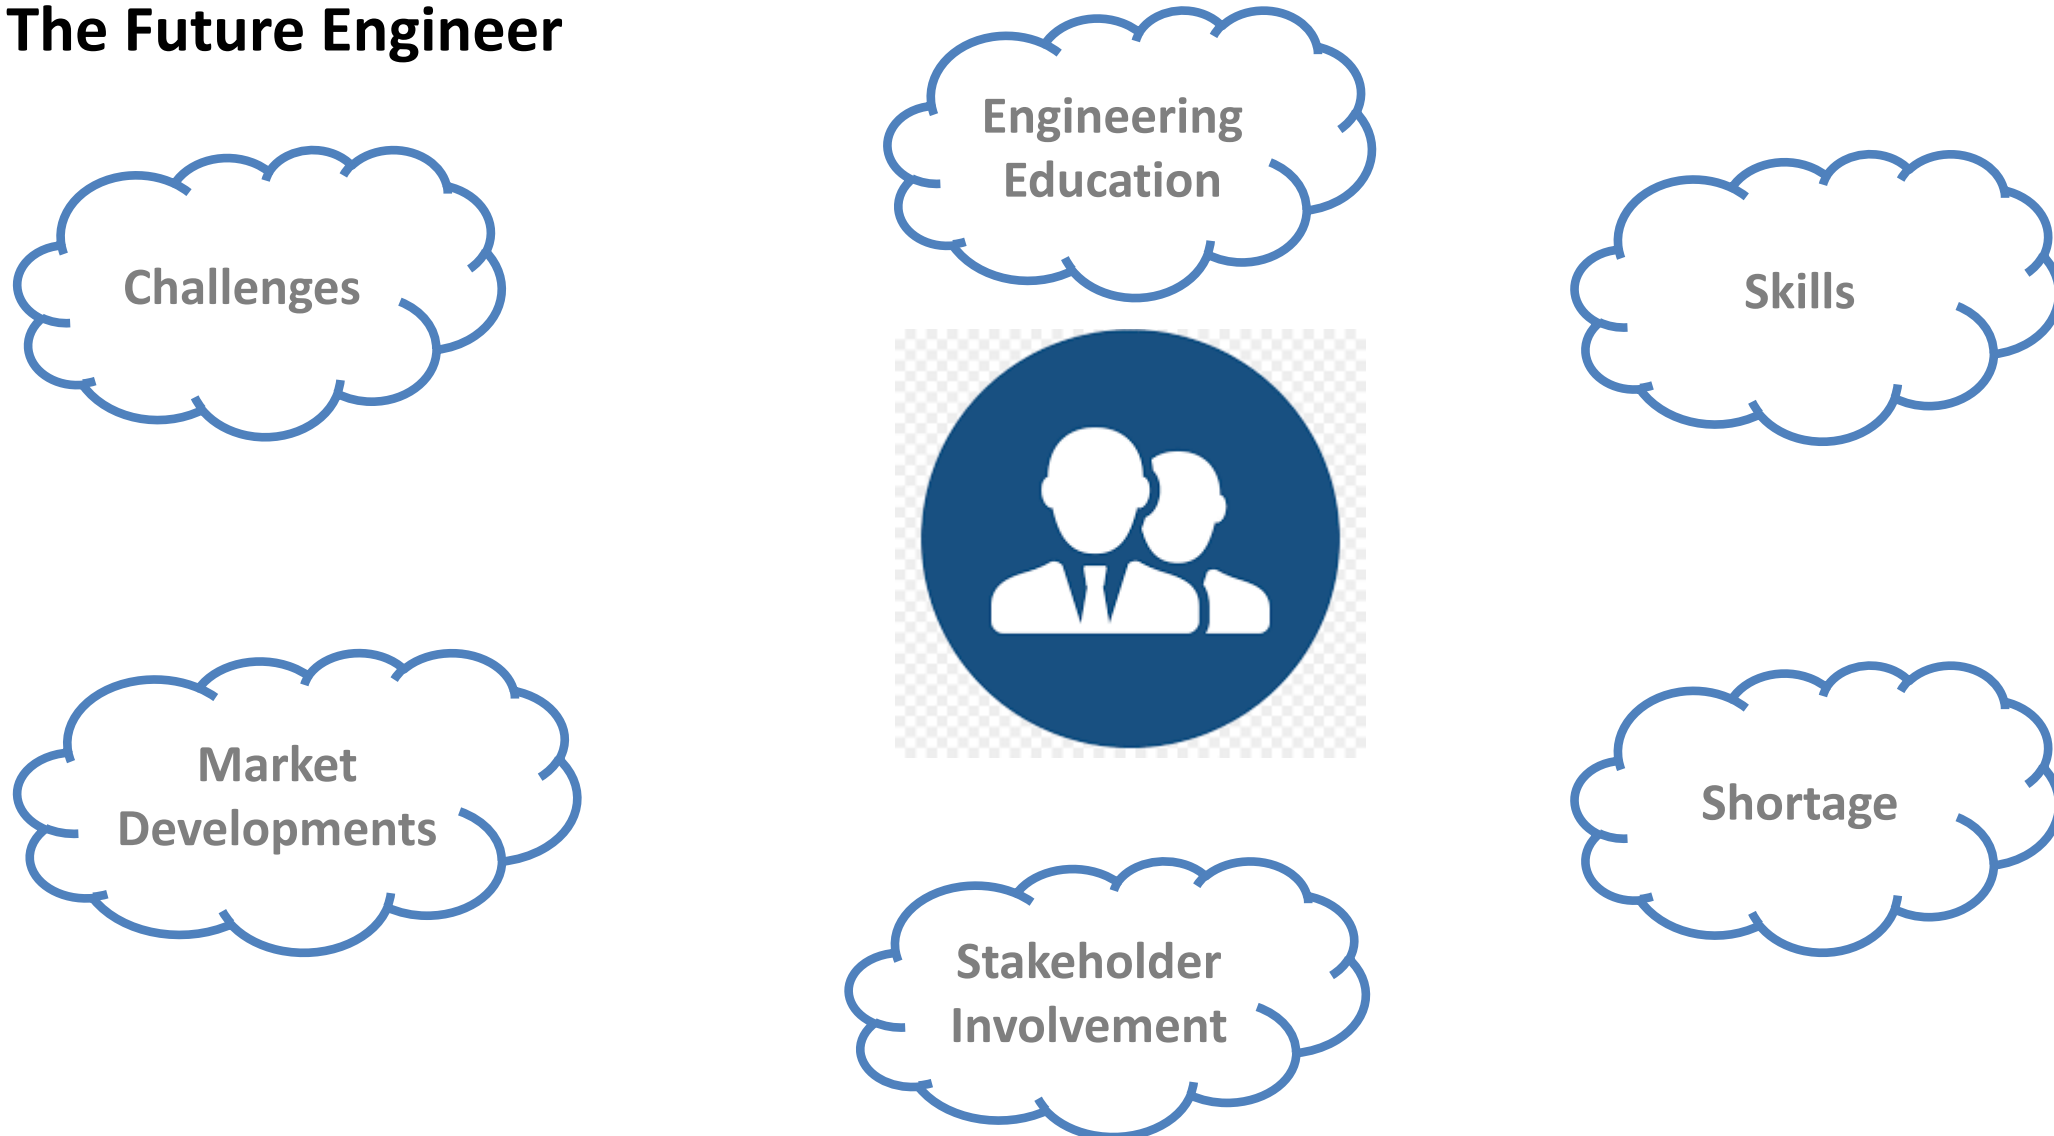 The Future Engineer
Engineering
Education
Challenges
Skills
Market
Developments
Shortage
Stakeholder
Involvement